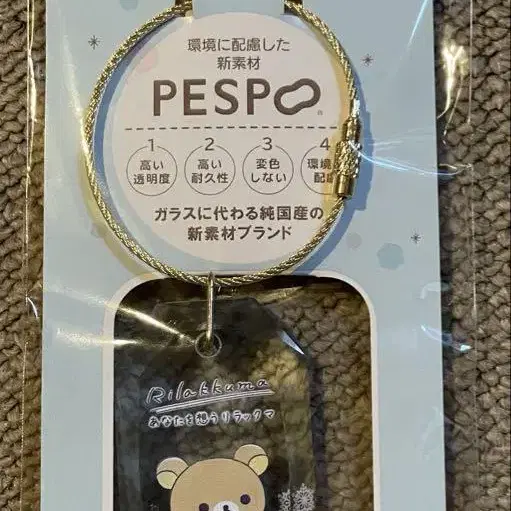 環境に配慮した
新素材
PESPO
1 2 3 4
高い 高い 変色 環境
透明度 耐久性 しない 配慮
ガラスに代わる純国産の
新素材ブランド
Rilakkuma
あなたを想うリラックマ